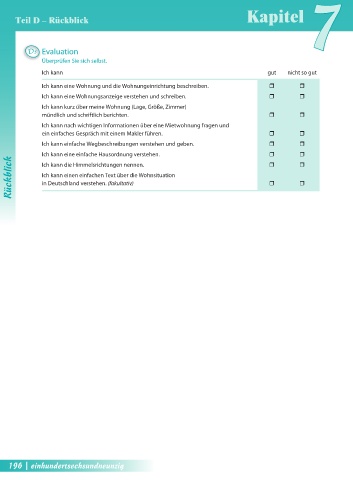 Teil D – Rückblick
Kapitel 7
Evaluation
Überprüfen Sie sich selbst.
Ich kann gut nicht so gut
Ich kann eine Wohnung und die Wohnungseinrichtung beschreiben.
Ich kann eine Wohnungsanzeige verstehen und schreiben.
Ich kann kurz über meine Wohnung (Lage, Größe, Zimmer)
mündlich und schriftlich berichten.
Ich kann nach wichtigen Informationen über eine Mietwohnung fragen und
ein einfaches Gespräch mit einem Makler führen.
Ich kann einfache Wegbeschreibungen verstehen und geben.
Ich kann eine einfache Hausordnung verstehen.
Ich kann die Himmelsrichtungen nennen.
Ich kann einen einfachen Text über die Wohnsituation
in Deutschland verstehen. (fakultativ)
Rückblick
196 | einhundertsechsundneunzig